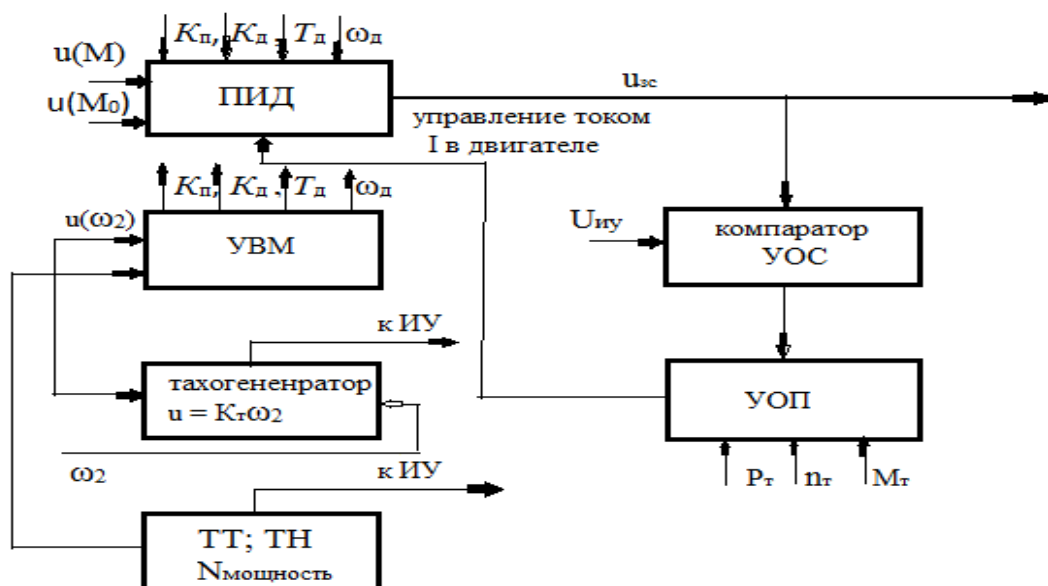 Kп, Kд, Tд ωд
u(M)
u(M₀)
ПИД
uзс
управление током
I в двигателе
Kп, Kд, Tд ωд
u(ω2)
УВМ
Uиу
компаратор
УОС
к ИУ
тахогененратор
u = Kтω2
УОП
ω2
к ИУ
Pт nт Mт
ТТ; ТН
Nмощность